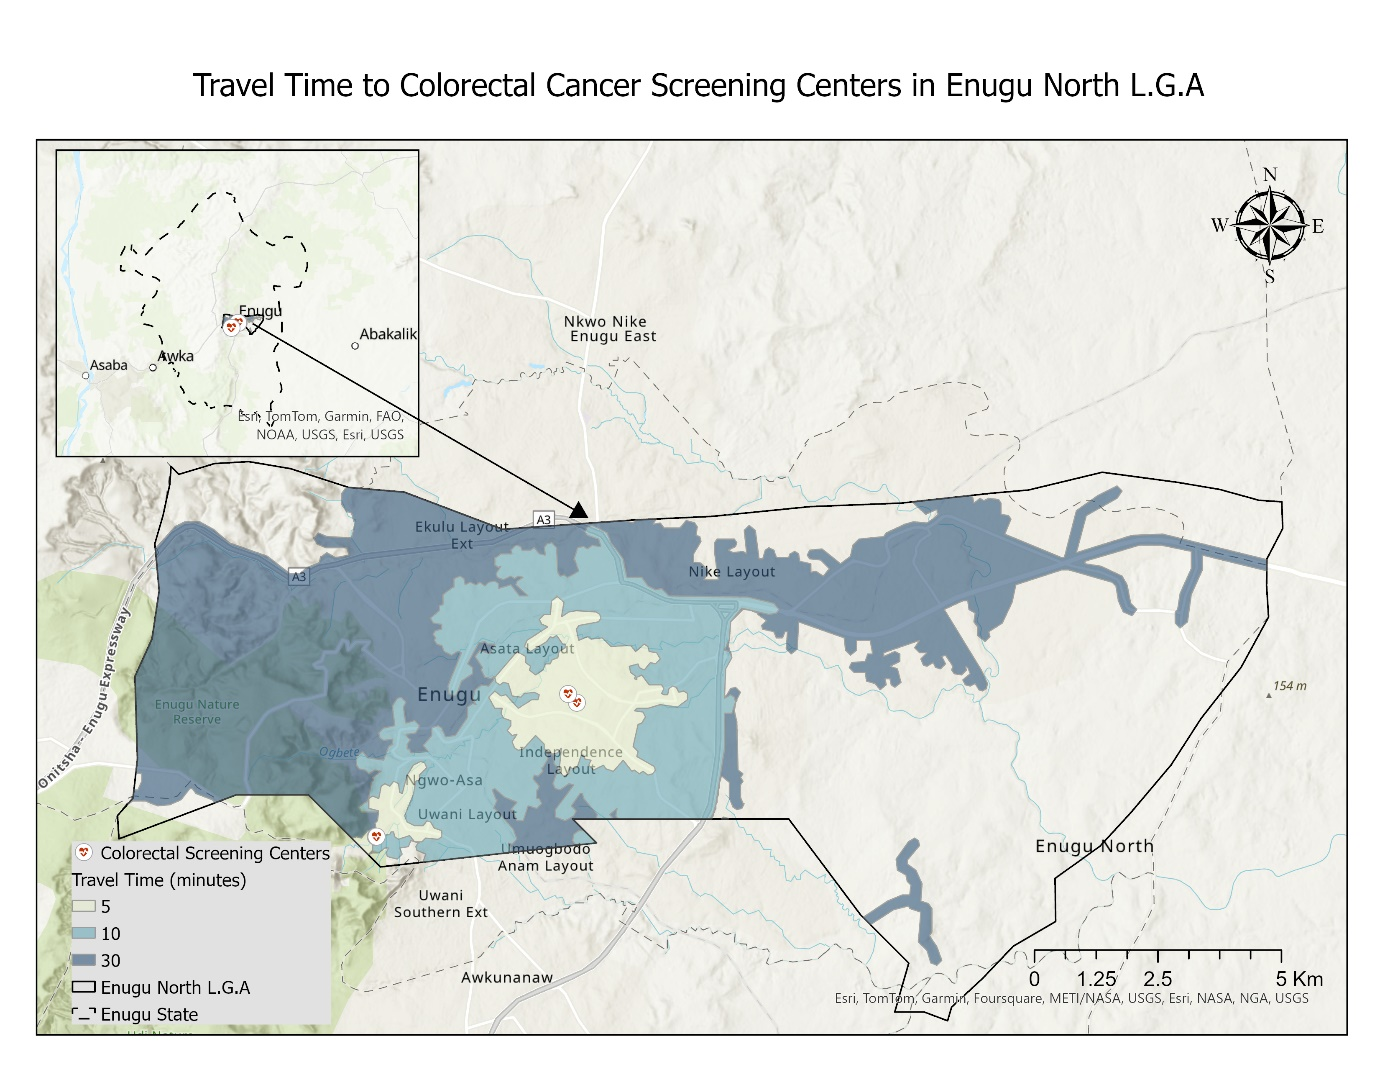 Travel Time to Colorectal Cancer Screening Centers in Enugu North L.G.A
N
W
E
S
Enugu
Abakalik
Awka
Asaba
Esri, TomTom, Garmin, FAO,
NOAA, USGS, Esri, USGS
Nkwo Nike
Enugu East
A3
Ekulu Layout
Ext
A3
Nike Layout
Asata Layout
Enugu
Enugu Nature
Reserve
154 m
Onitsha - Enugu Expressway
Ogbete
Independence
Layout
Ngwo-Asa
Uwani Layout
Umuogbodo
Anam Layout
Enugu North
Uwani
Southern Ext
Awkunanaw
Colorectal Screening Centers
Travel Time (minutes)
5
10
30
Enugu North L.G.A
Enugu State
0 1.25 2.5 5 Km
Esri, TomTom, Garmin, Foursquare, METI/NASA, USGS, Esri, NASA, NGA, USGS